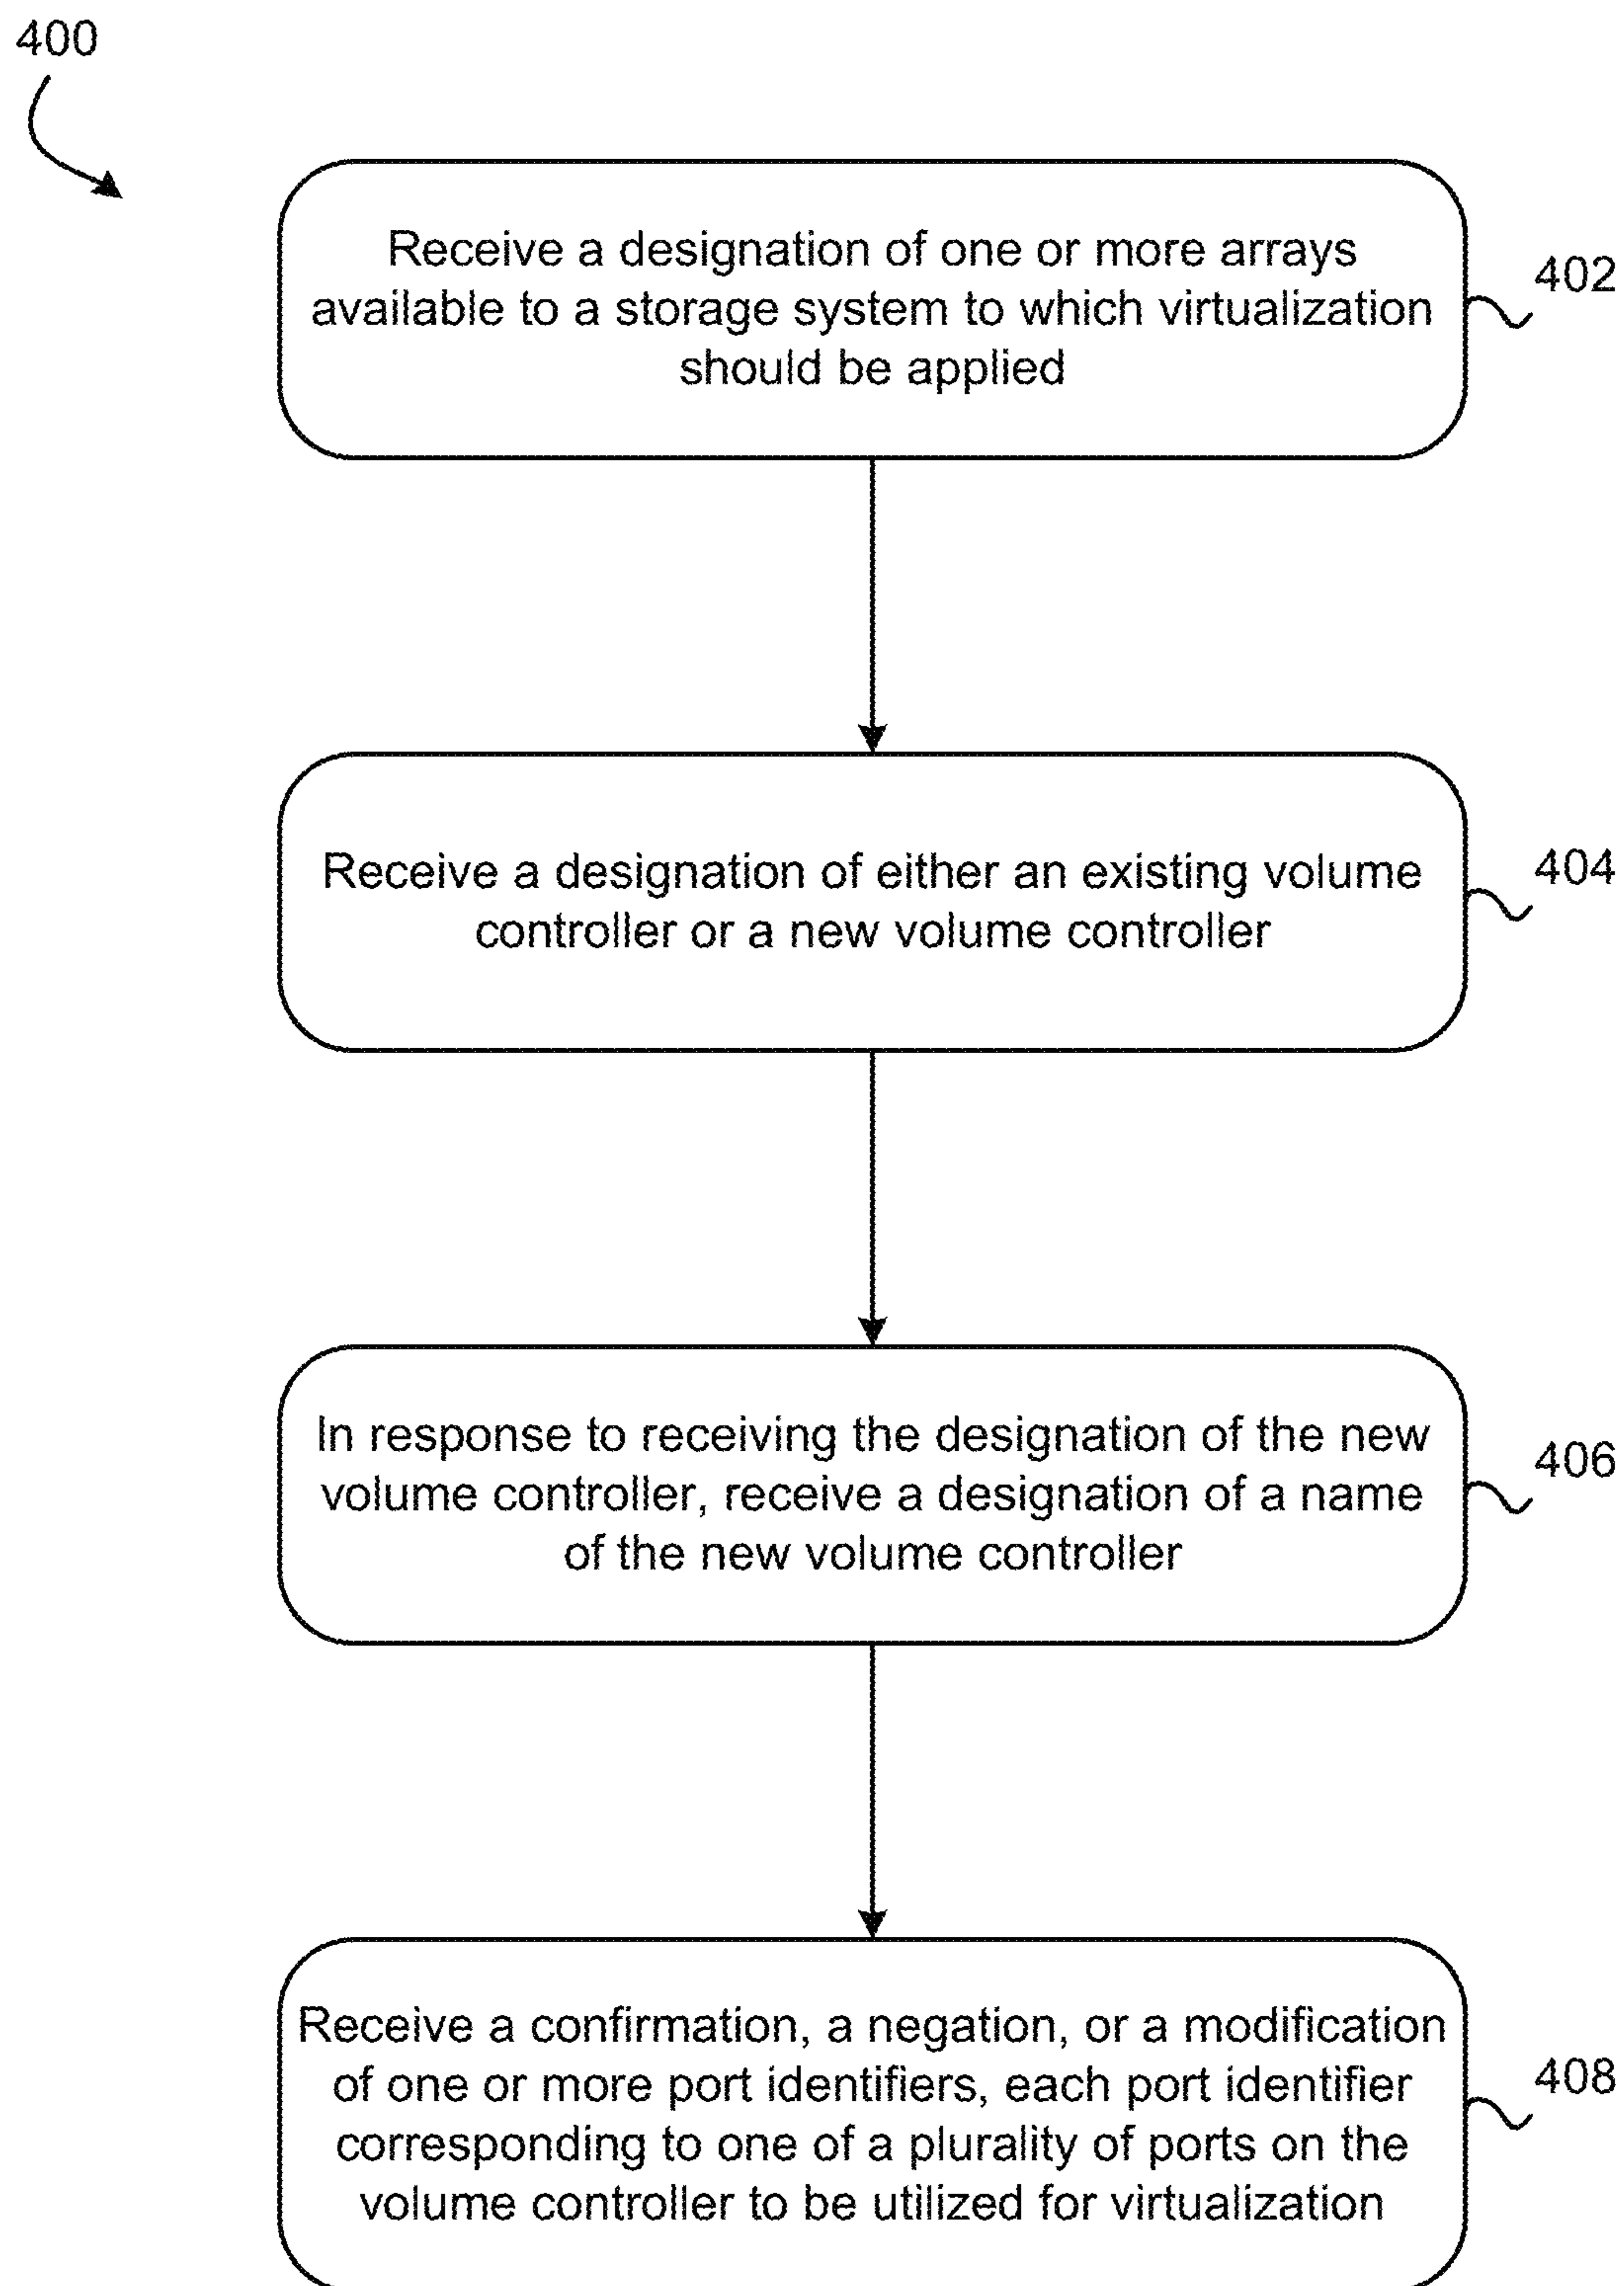 400
Receive a designation of one or more arrays
available to a storage system to which virtualization
should be applied
402
Receive a designation of either an existing volume
controller or a new volume controller
404
In response to receiving the designation of the new
volume controller, receive a designation of a name
of the new volume controller
406
Receive a confirmation, a negation, or a modification
of one or more port identifiers, each port identifier
corresponding to one of a plurality of ports on the
volume controller to be utilized for virtualization
408